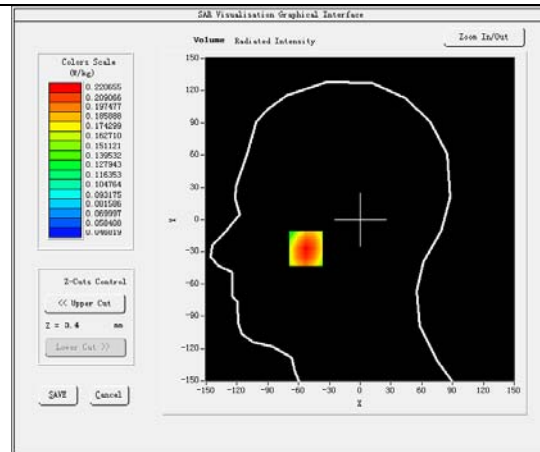 SAR Visualisation Graphical Interface
Volume Radiated Intensity
Zoom In/Out
Colors Scale
(W/kg)
0.220655
0.209066
0.197477
0.185888
0.174299
0.162710
0.151121
0.139532
0.127943
0.116353
0.104764
0.093175
0.081586
0.069997
0.058408
0.046819
Z-Cuts Control
<< Upper Cut
Z = 3.4 mm
Lower Cut >>
SAVE Cancel
150
120
90
60
30
0
-30
-60
-90
-120
-150
Y
-150 -120 -90 -60 -30 0 30 60 90 120 150
X